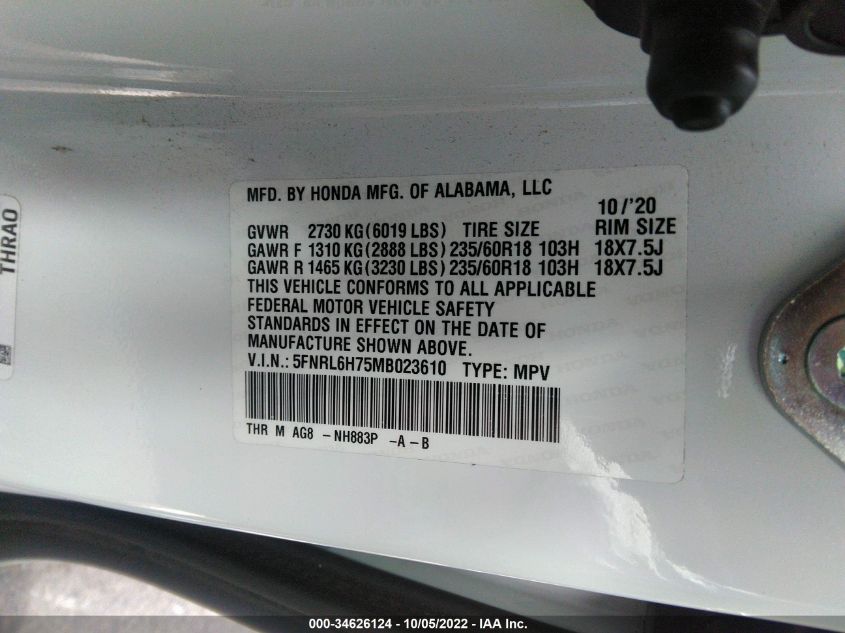 MFD. BY HONDA MFG. OF ALABAMA, LLC
10/'20
GVWR 2730 KG(6019 LBS) TIRE SIZE RIM SIZE
GAWR F 1310 KG(2888 LBS) 235/60R18 103H 18X7.5J
GAWR R 1465 KG(3230 LBS) 235/60R18 103H 18X7.5J
THIS VEHICLE CONFORMS TO ALL APPLICABLE
FEDERAL MOTOR VEHICLE SAFETY
STANDARDS IN EFFECT ON THE DATE OF
MANUFACTURE SHOWN ABOVE.
V.I.N.: 5FNRL6H75MB023610 TYPE: MPV
THR M AG8 -NH883P -A-B
THRAO
000-34626124 - 10/05/2022 - IAA Inc.